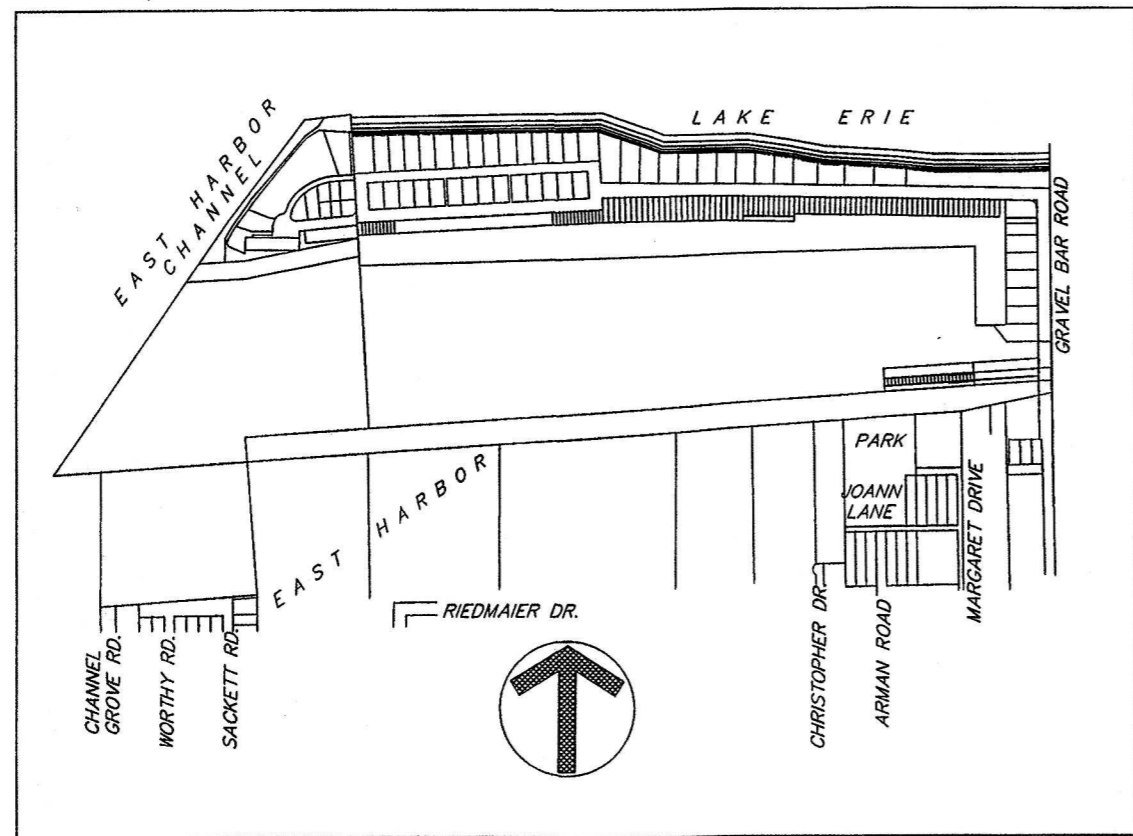 LAKE ERIE
EAST HARBOR
CHANNEL
GRAVEL BAR ROAD
PARK
JOANN
LANE
MARGARET DRIVE
EAST HARBOR
RIEDMAIER DR.
CHANNEL
GROVE RD.
WORTHY RD.
SACKETT RD.
CHRISTOPHER DR.
ARMAN ROAD